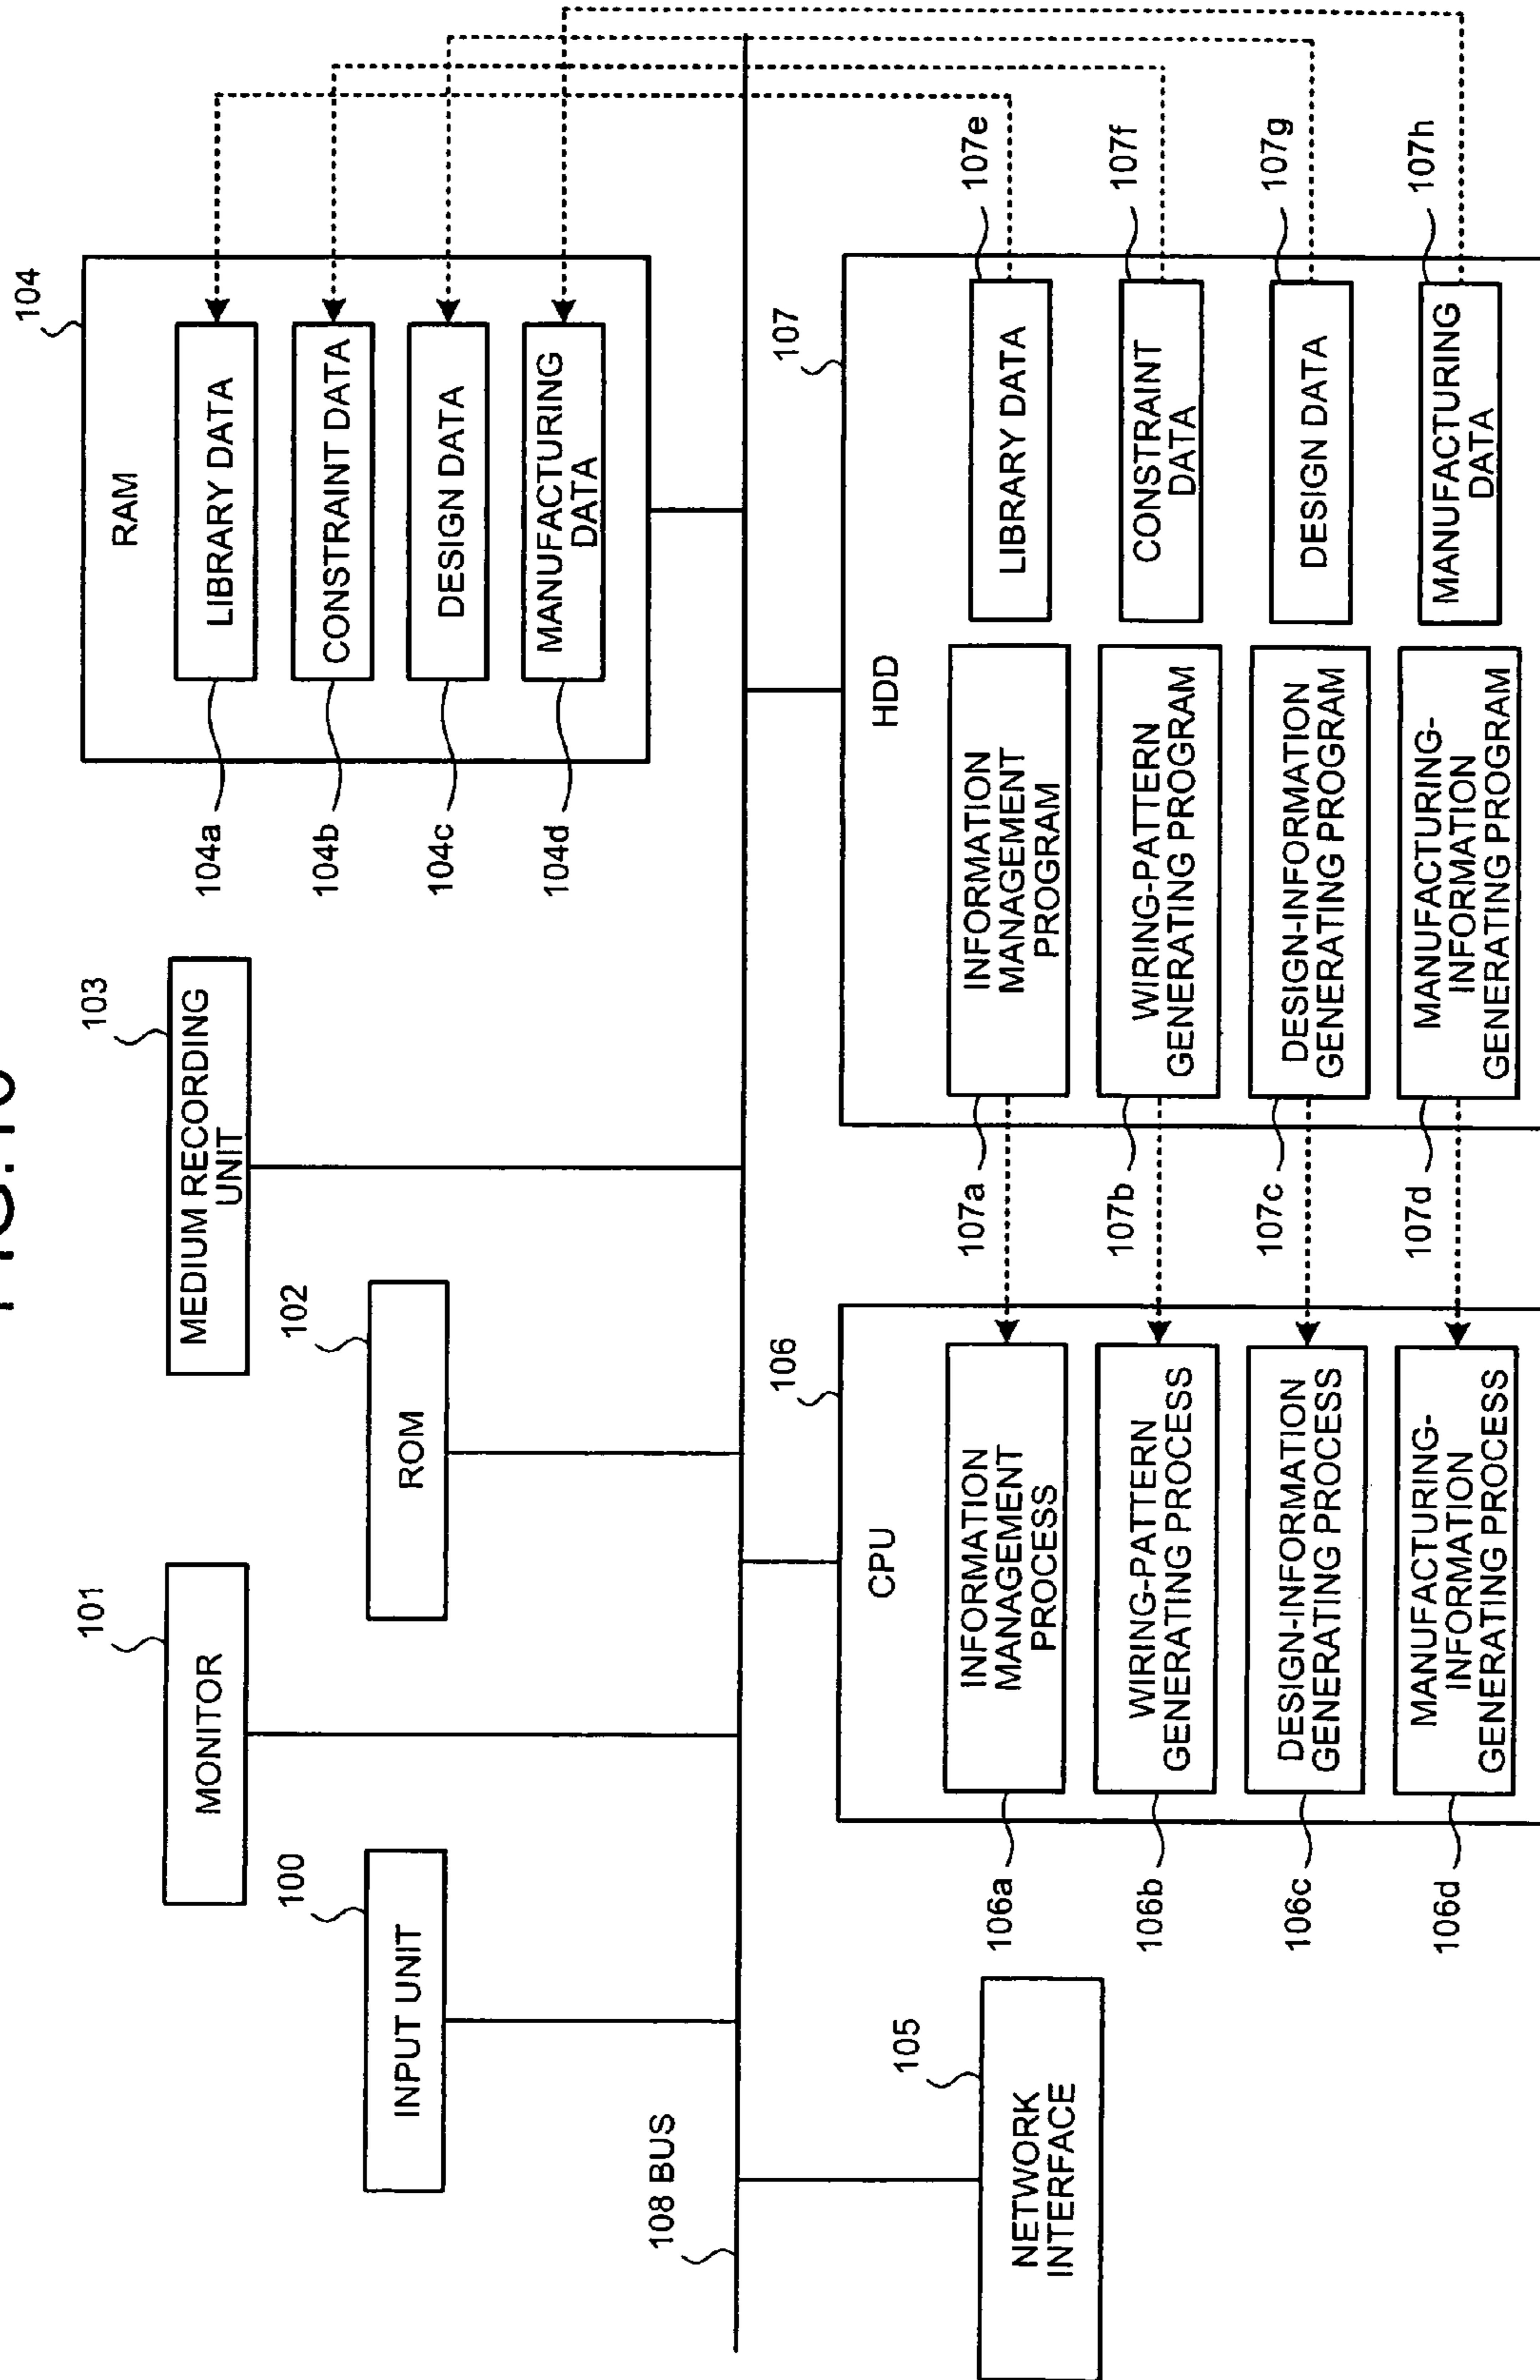 101
MONITOR
103
MEDIUM RECORDING
UNIT
104
RAM
104a
LIBRARY DATA
104b
CONSTRAINT DATA
104c
DESIGN DATA
104d
MANUFACTURING
DATA
100
INPUT UNIT
102
ROM
108 BUS
105
NETWORK
INTERFACE
106
CPU
106a
INFORMATION
MANAGEMENT
PROCESS
106b
WIRING-PATTERN
GENERATING PROCESS
106c
DESIGN-INFORMATION
GENERATING PROCESS
106d
MANUFACTURING-
INFORMATION
GENERATING PROCESS
107
HDD
107a
INFORMATION
MANAGEMENT
PROGRAM
107b
WIRING-PATTERN
GENERATING PROGRAM
107c
DESIGN-INFORMATION
GENERATING PROGRAM
107d
MANUFACTURING-
INFORMATION
GENERATING PROGRAM
107e
LIBRARY DATA
107f
CONSTRAINT
DATA
107g
DESIGN DATA
107h
MANUFACTURING
DATA